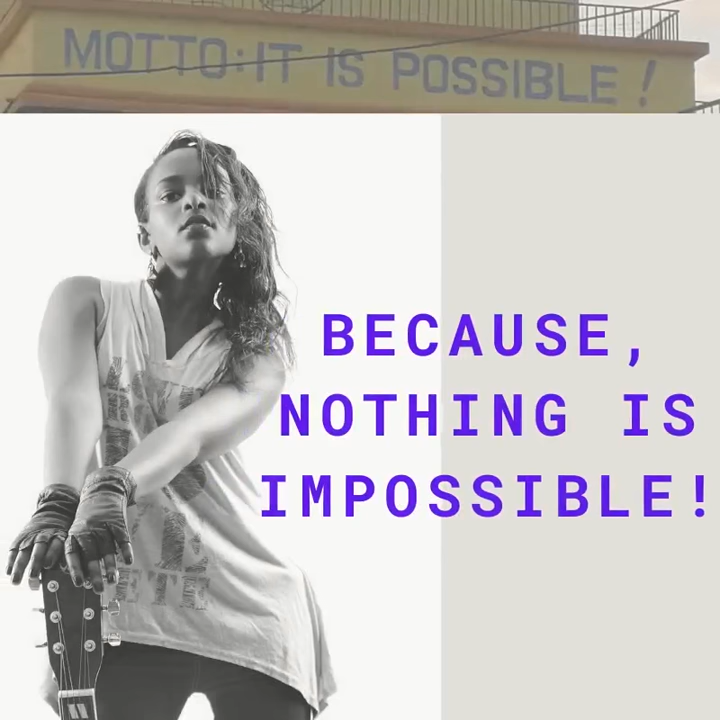 MOTTO: IT IS POSSIBLE!
BECAUSE,
NOTHING IS
IMPOSSIBLE!